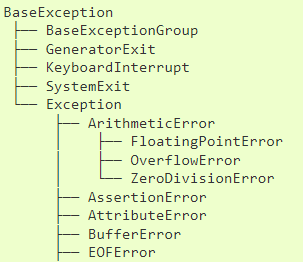 BaseException
├── BaseExceptionGroup
├── GeneratorExit
├── KeyboardInterrupt
├── SystemExit
└── Exception
     ├── ArithmeticError
     │    ├── FloatingPointError
     │    ├── OverflowError
     │    └── ZeroDivisionError
     ├── AssertionError
     ├── AttributeError
     ├── BufferError
     ├── EOFError